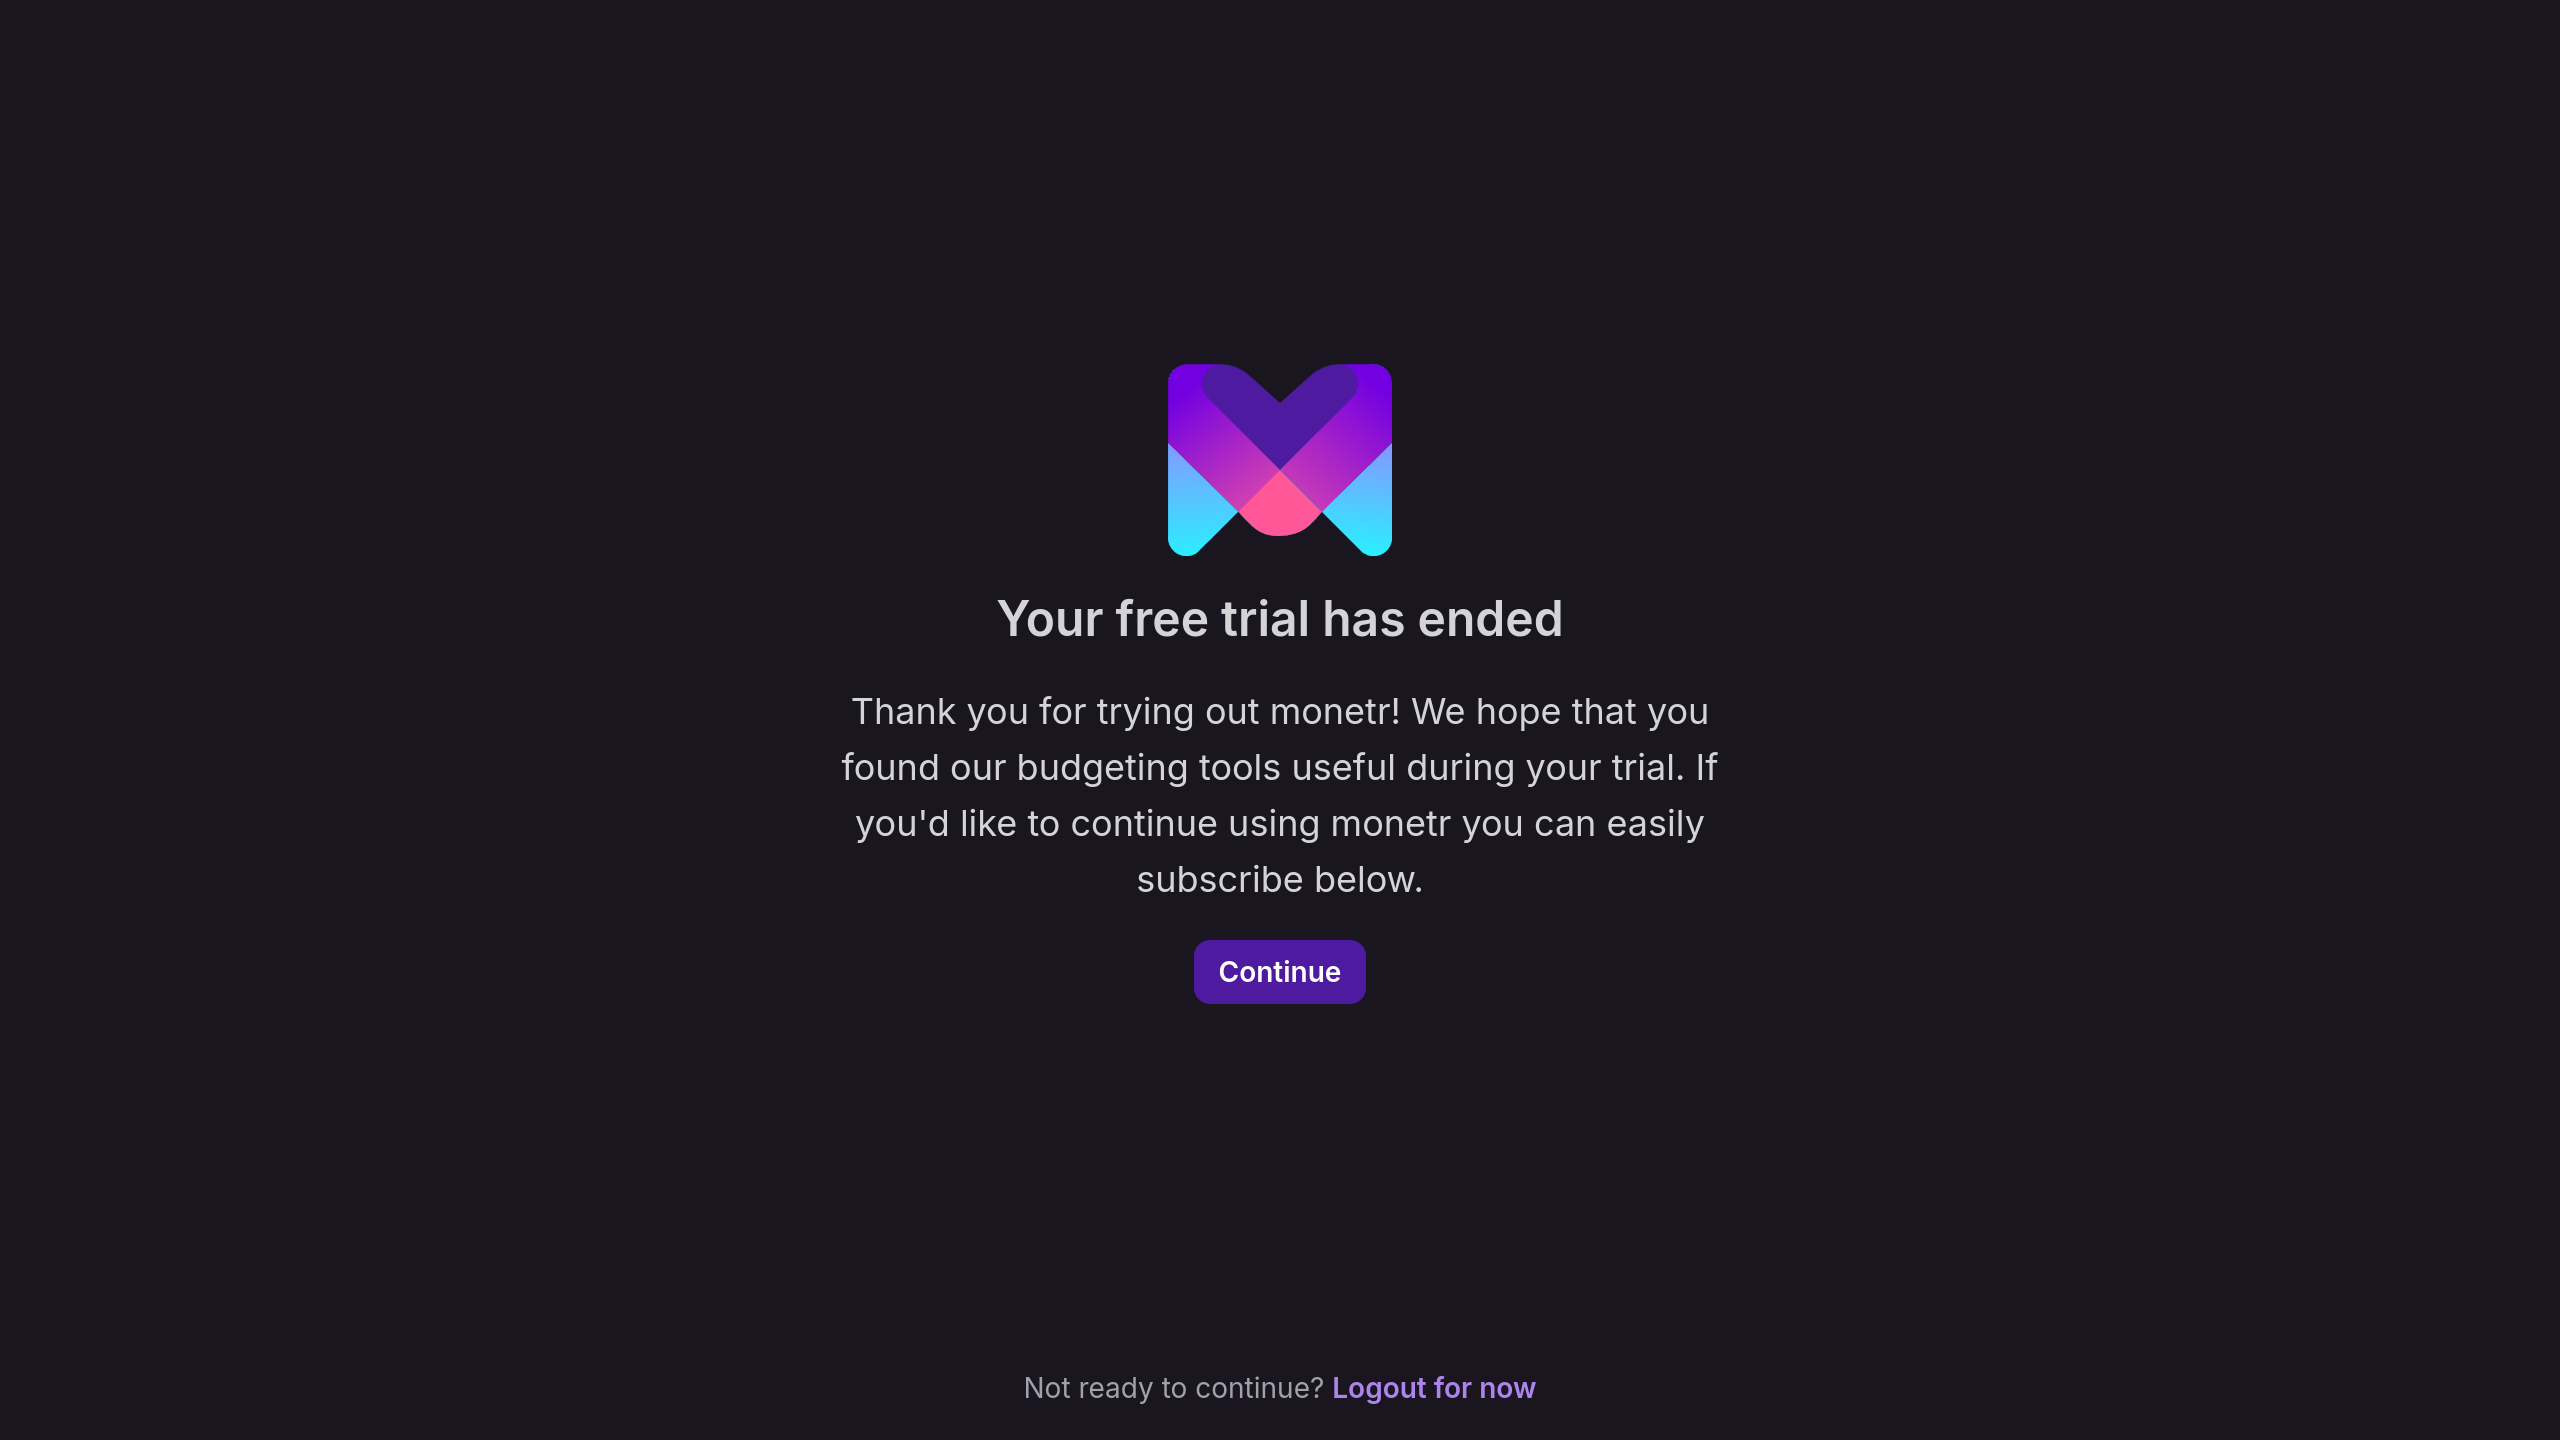 Your free trial has ended
Thank you for trying out monetr! We hope that you
found our budgeting tools useful during your trial. If
you'd like to continue using monetr you can easily
subscribe below.
Continue
Not ready to continue? Logout for now